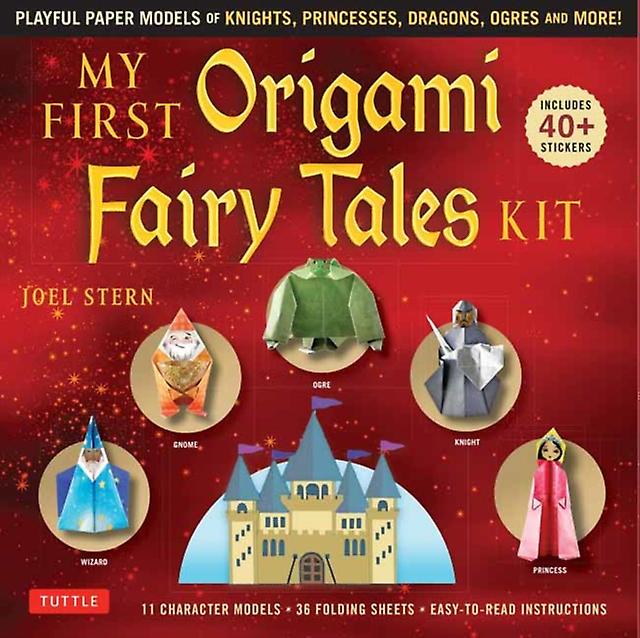 PLAYFUL PAPER MODELS OF KNIGHTS, PRINCESSES, DRAGONS, OGRES AND MORE!
MY FIRST Origami
Fairy Tales KIT
INCLUDES
40+
STICKERS
JOEL STERN
OGRE
GNOME
KNIGHT
WIZARD
PRINCESS
TUTTLE
11 CHARACTER MODELS • 36 FOLDING SHEETS • EASY-TO-READ INSTRUCTIONS